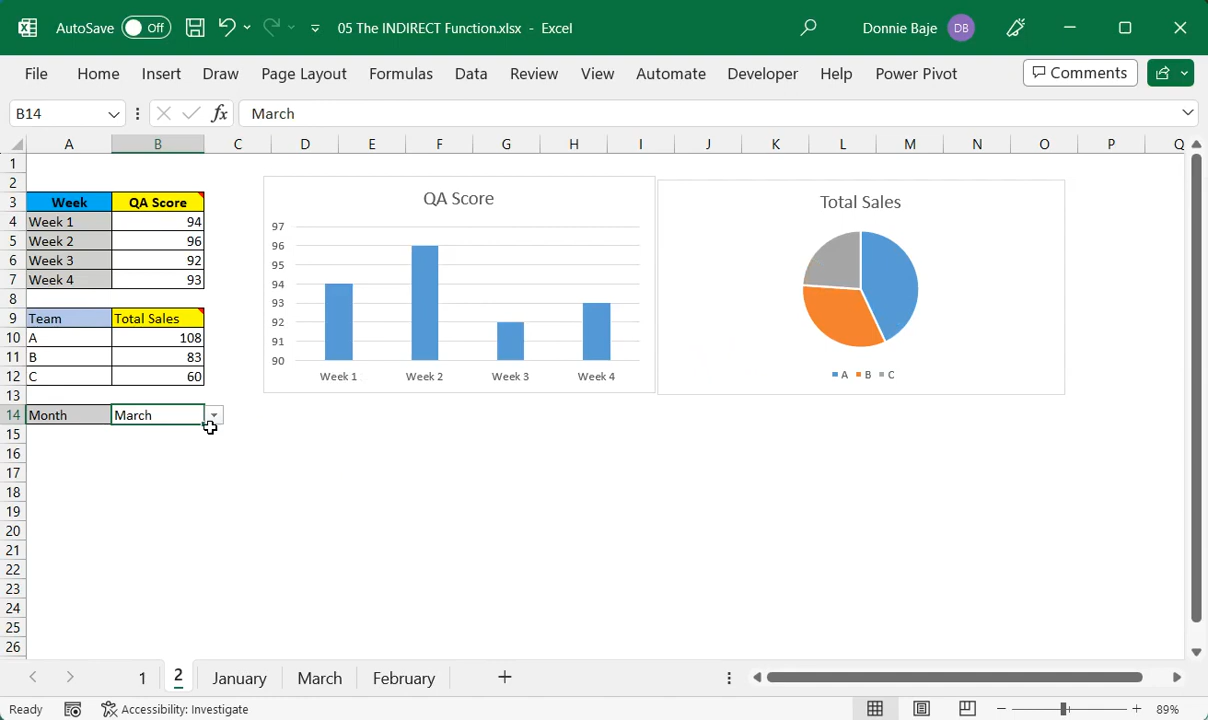 AutoSave Off 05 The INDIRECT Function.xlsx - Excel Donnie Baje DB
File Home Insert Draw Page Layout Formulas Data Review View Automate Developer Help Power Pivot Comments
B14 fx March
A B C D E F G H I J K L M N O P Q
1
2
3 Week QA Score
4 Week 1 94
5 Week 2 96
6 Week 3 92
7 Week 4 93
8
9 Team Total Sales
10 A 108
11 B 83
12 C 60
13
14 Month March
15
16
17
18
19
20
21
22
23
24
25
26
QA Score
97
96
95
94
93
92
91
90
Week 1 Week 2 Week 3 Week 4
Total Sales
A B C
1 2 January March February
Ready Accessibility: Investigate 89%